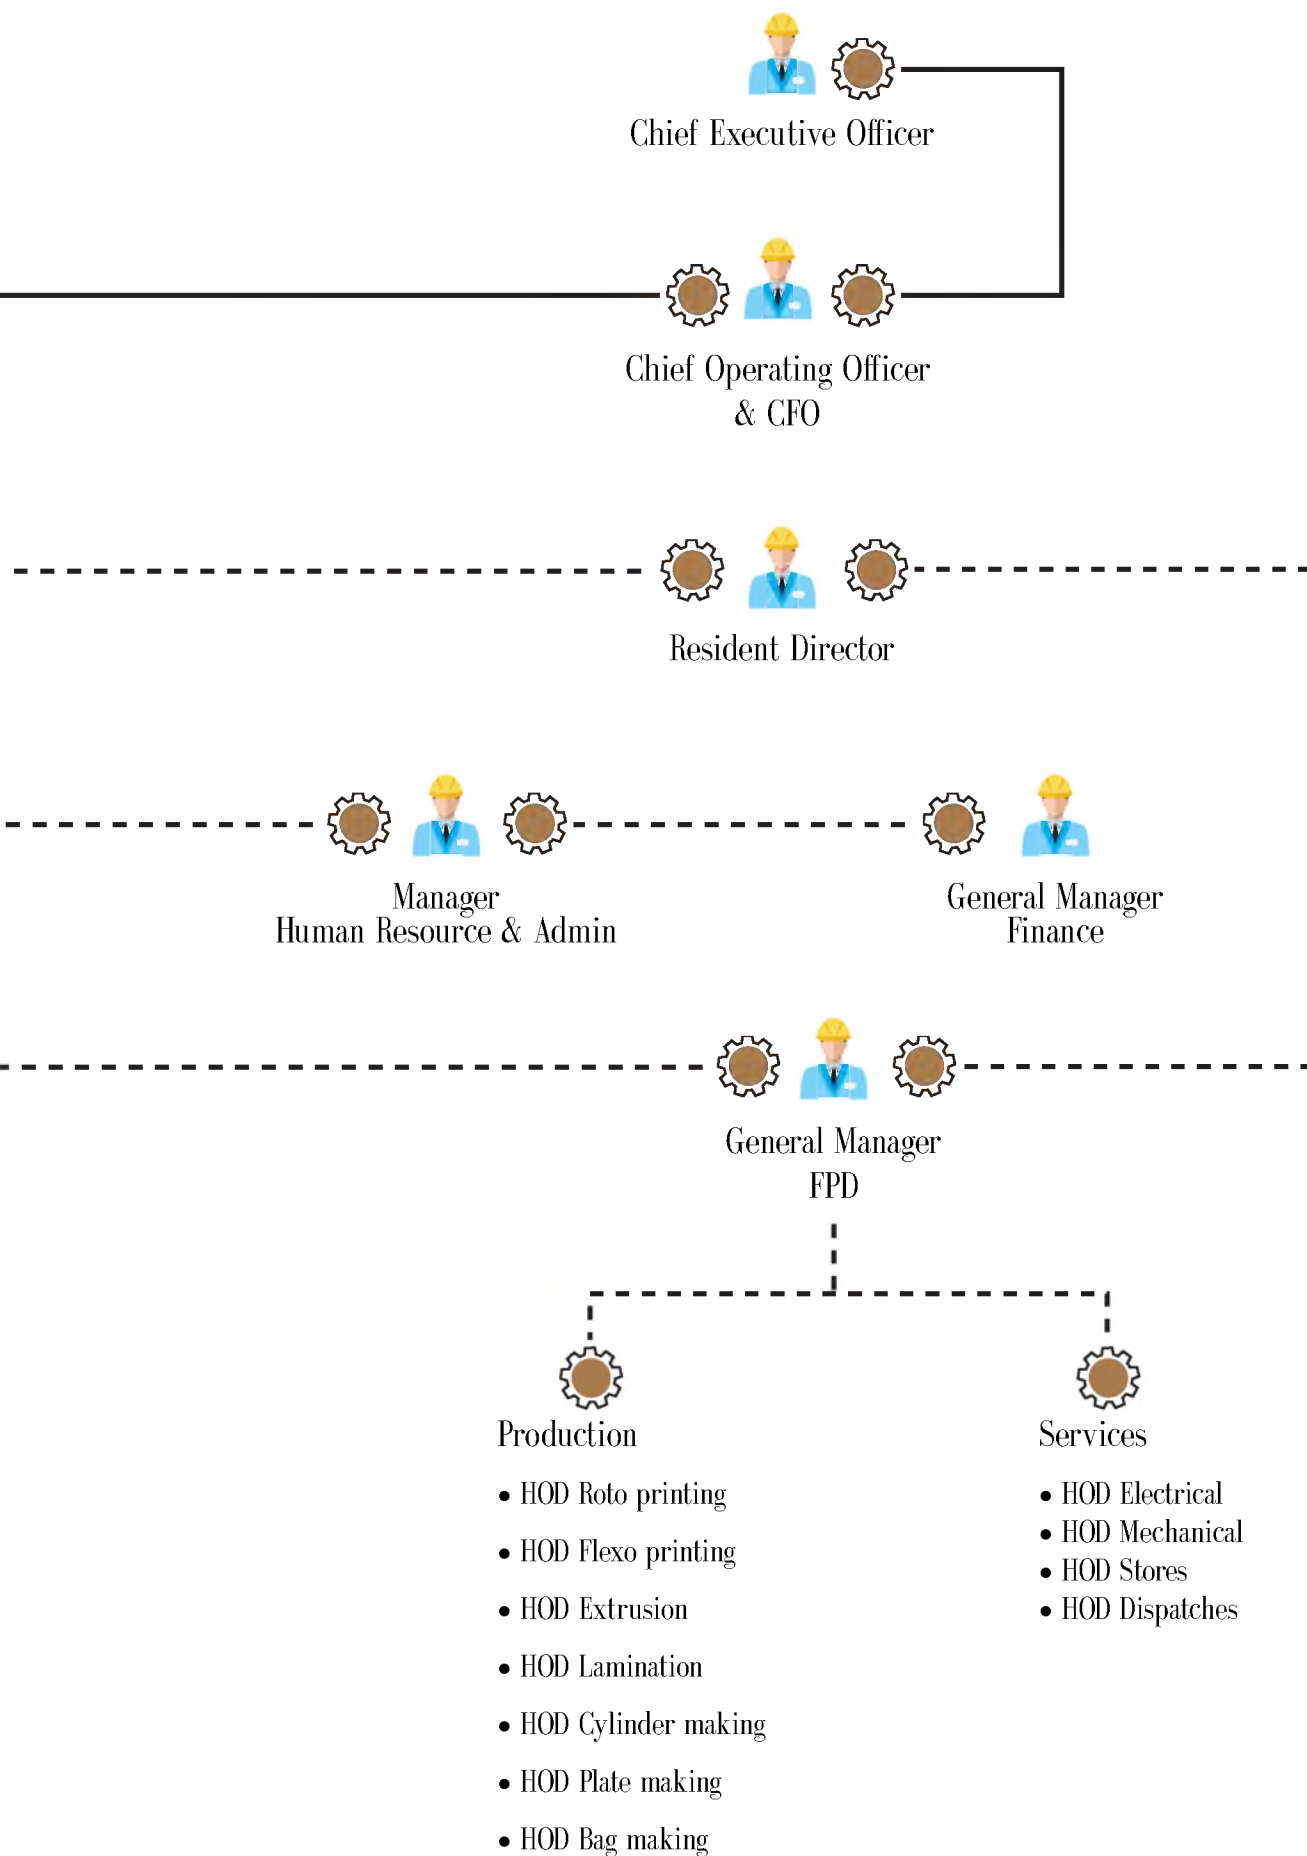 Chief Executive Officer
Chief Operating Officer
& CFO
Resident Director
Manager
Human Resource & Admin
General Manager
Finance
General Manager
FPD
Production
• HOD Roto printing
• HOD Flexo printing
• HOD Extrusion
• HOD Lamination
• HOD Cylinder making
• HOD Plate making
• HOD Bag making
Services
• HOD Electrical
• HOD Mechanical
• HOD Stores
• HOD Dispatches